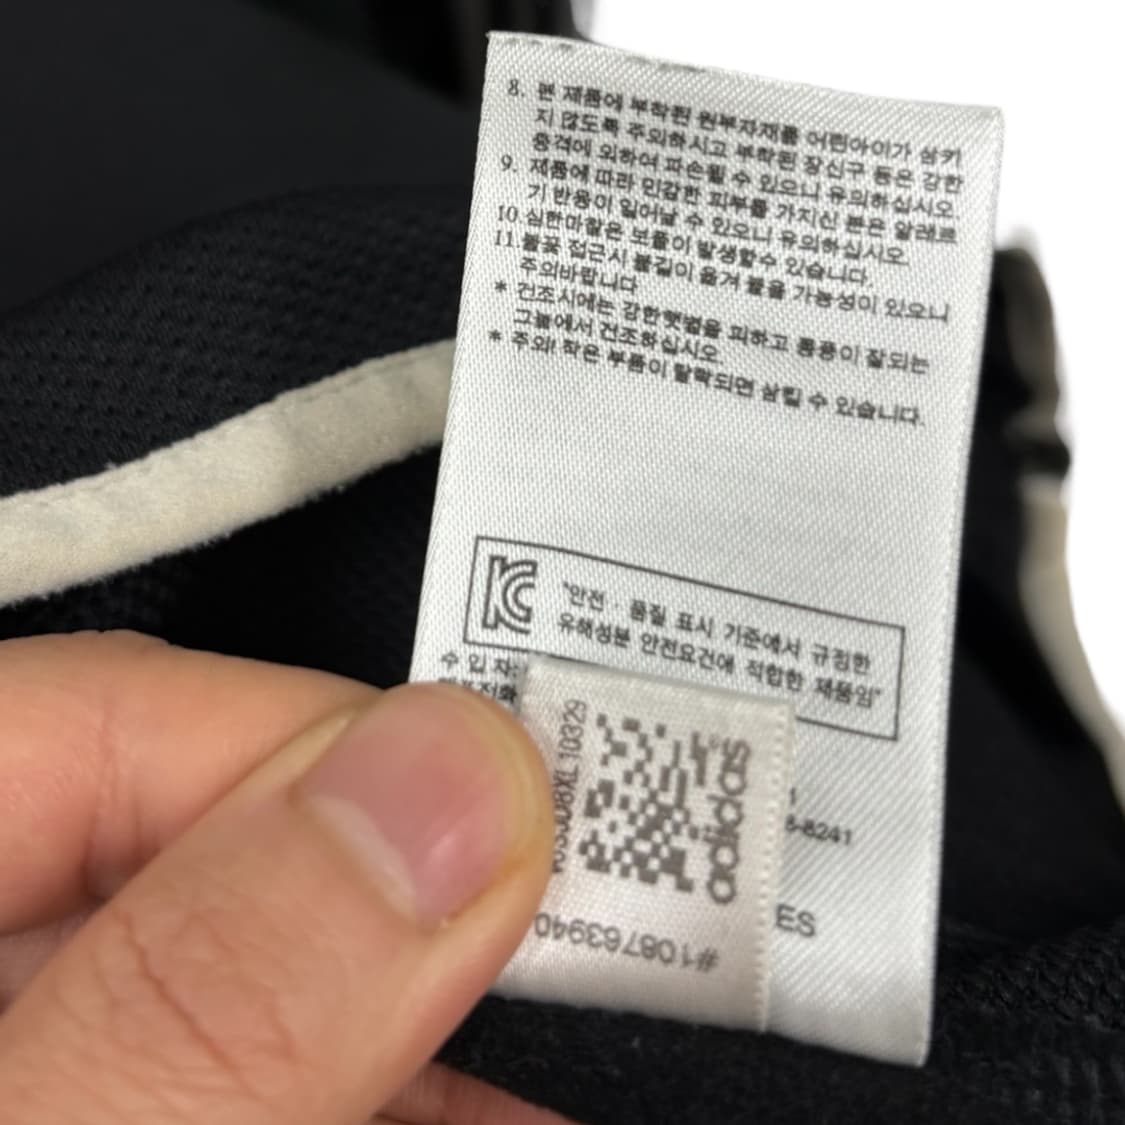 8. 본 제품에 부착된 원부자재를 어린아이가 삼키
지 않도록 주의하시고 부착된 장신구 등은 강한
충격에 의하여 파손될 수 있으니 유의하십시오.
9. 제품에 따라 민감한 피부를 가지신 분은 알레르
기 반응이 일어날 수 있으니 유의하십시오.
10. 심한마찰은 보풀이 발생할수 있습니다.
11. 불꽃 접근시 불길이 옮겨 붙을 가능성이 있으니
주의바랍니다
* 건조시에는 강한햇볕을 피하고 통풍이 잘되는
그늘에서 건조하십시오.
* 주의! 작은 부품이 탈락되면 삼킬 수 있습니다.
"안전·품질 표시 기준에서 규정한
유해성분 안전요건에 적합한 제품임"
수 입 자:
-8241
ES
adidas
#108763940